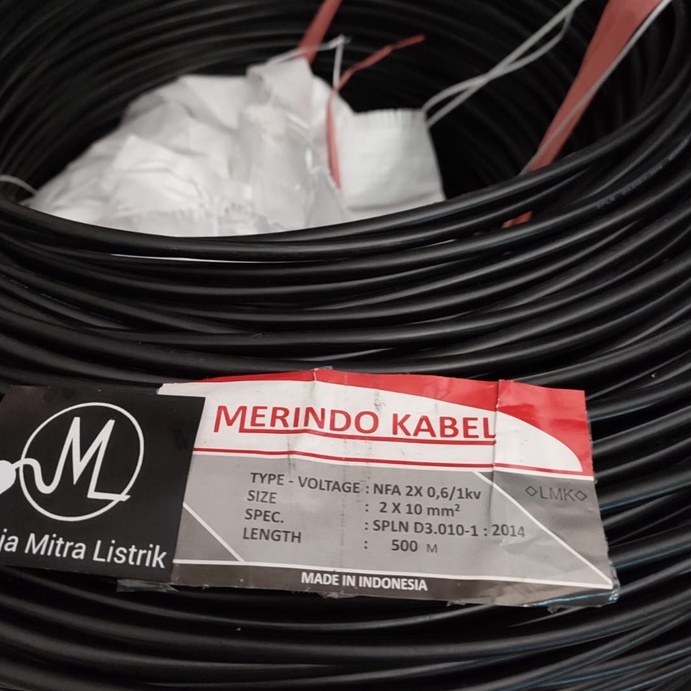 MERINDO KABEL
TYPE - VOLTAGE : NFA 2X 0,6/1kv
SIZE : 2 X 10 mm²
SPEC. : SPLN D3.010-1 : 2014
LENGTH : 500 M
◇LMK◇
MADE IN INDONESIA
ML
Mitra Listrik